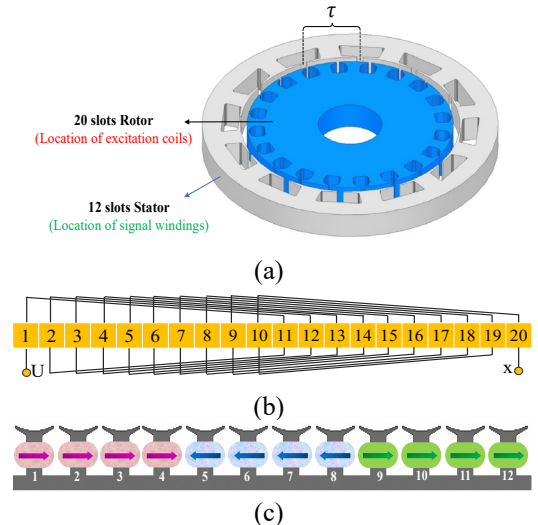 τ
20 slots Rotor
(Location of excitation coils)
12 slots Stator
(Location of signal windings)
(a)
1 2 3 4 5 6 7 8 9 10 11 12 13 14 15 16 17 18 19 20
U x
(b)
1 2 3 4 5 6 7 8 9 10 11 12
(c)